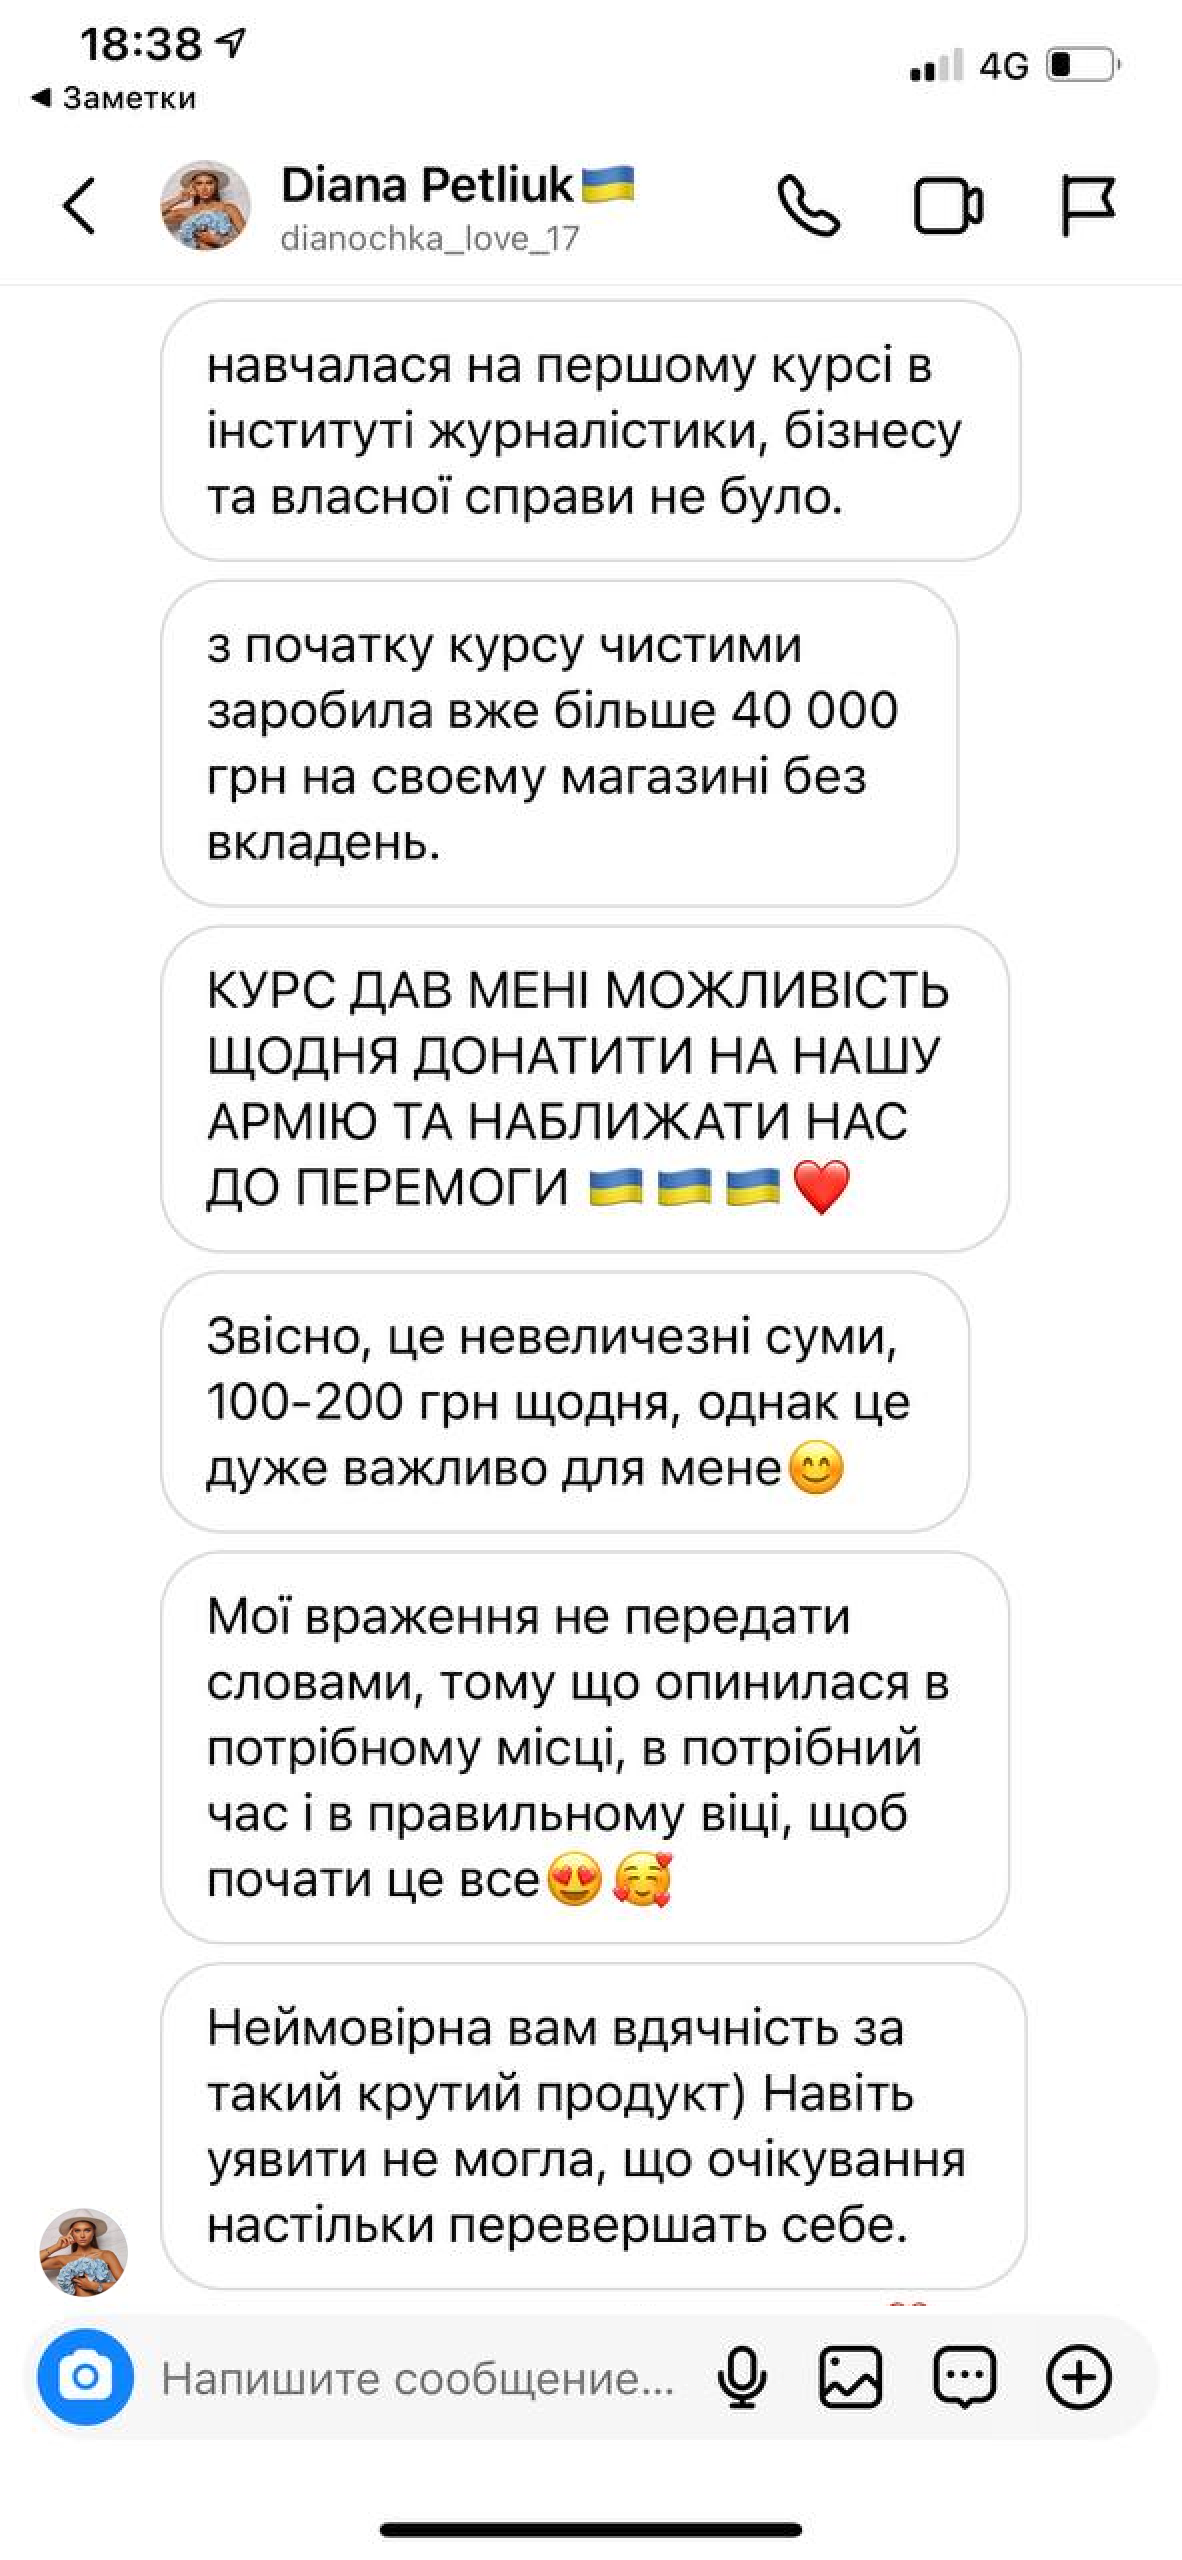 18:38
4G
◀ Заметки
Diana Petliuk🇺🇦
dianochka_love_17
навчалася на першому курсі в
інституті журналістики, бізнесу
та власної справи не було.
з початку курсу чистими
заробила вже більше 40 000
грн на своєму магазині без
вкладень.
КУРС ДАВ МЕНІ МОЖЛИВІСТЬ
ЩОДНЯ ДОНАТИТИ НА НАШУ
АРМІЮ ТА НАБЛИЖАТИ НАС
ДО ПЕРЕМОГИ 🇺🇦🇺🇦🇺🇦❤️
Звісно, це невеличезні суми,
100-200 грн щодня, однак це
дуже важливо для мене😊
Мої враження не передати
словами, тому що опинилася в
потрібному місці, в потрібний
час і в правильному віці, щоб
почати це все😍🥰
Неймовірна вам вдячність за
такий крутий продукт) Навіть
уявити не могла, що очікування
настільки перевершать себе.
Напишите сообщение...